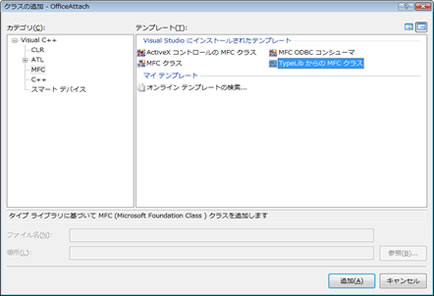 クラスの追加 - OfficeAttach
カテゴリ(C):
テンプレート(T):
Visual C++
CLR
ATL
MFC
C++
スマート デバイス
Visual Studio にインストールされたテンプレート
ActiveX コントロールの MFC クラス
MFC ODBC コンシューマ
MFC クラス
TypeLib からの MFC クラス
マイ テンプレート
オンライン テンプレートの検索...
タイプ ライブラリに基づいて MFC (Microsoft Foundation Class ) クラスを追加します
ファイル名(N):
場所(L):
参照(B)...
追加(A)
キャンセル